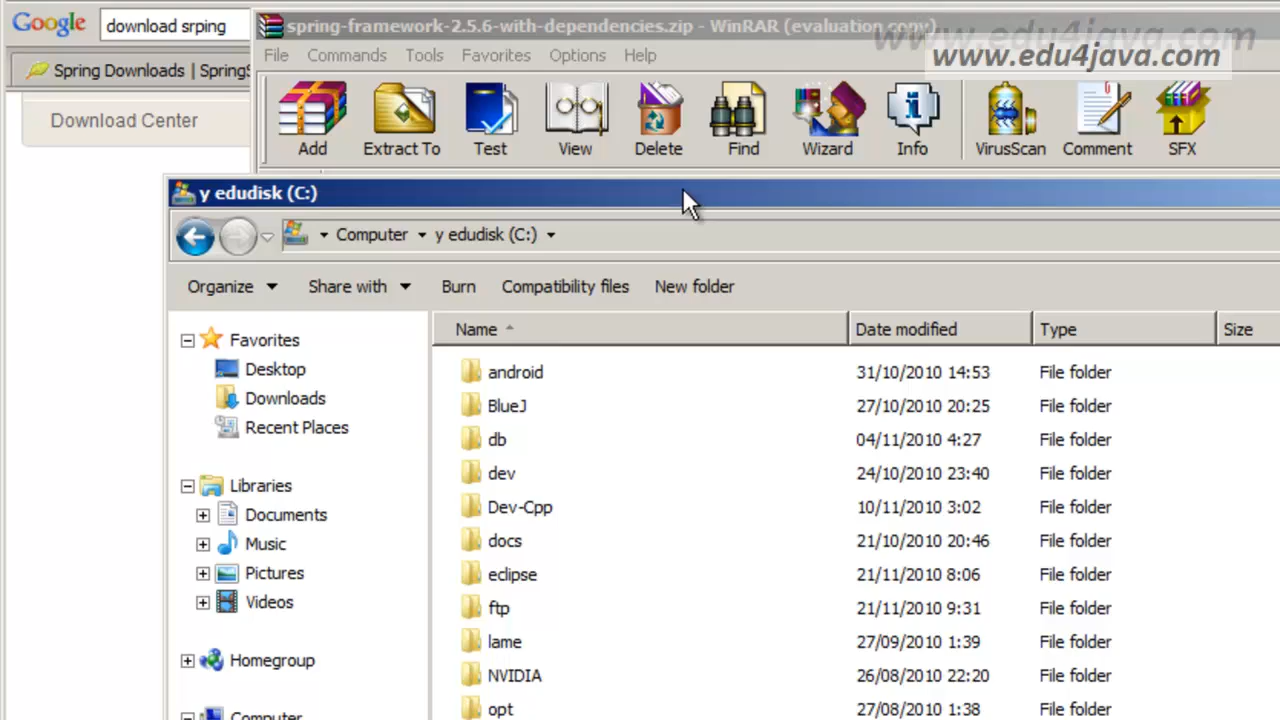 Google download srping
spring-framework-2.5.6-with-dependencies.zip - WinRAR (evaluation copy)
www.edu4java.com
www.edu4java.com
File Commands Tools Favorites Options Help
Spring Downloads | SpringS
Download Center
Add Extract To Test View Delete Find Wizard Info VirusScan Comment SFX
y edudisk (C:)
Computer y edudisk (C:)
Organize Share with Burn Compatibility files New folder
Name Date modified Type Size
Favorites
Desktop
Downloads
Recent Places
Libraries
Documents
Music
Pictures
Videos
Homegroup
Computer
android 31/10/2010 14:53 File folder
BlueJ 27/10/2010 20:25 File folder
db 04/11/2010 4:27 File folder
dev 24/10/2010 23:40 File folder
Dev-Cpp 10/11/2010 3:02 File folder
docs 21/10/2010 20:46 File folder
eclipse 21/11/2010 8:06 File folder
ftp 21/11/2010 9:31 File folder
lame 27/09/2010 1:39 File folder
NVIDIA 26/08/2010 22:20 File folder
opt 27/08/2010 1:38 File folder